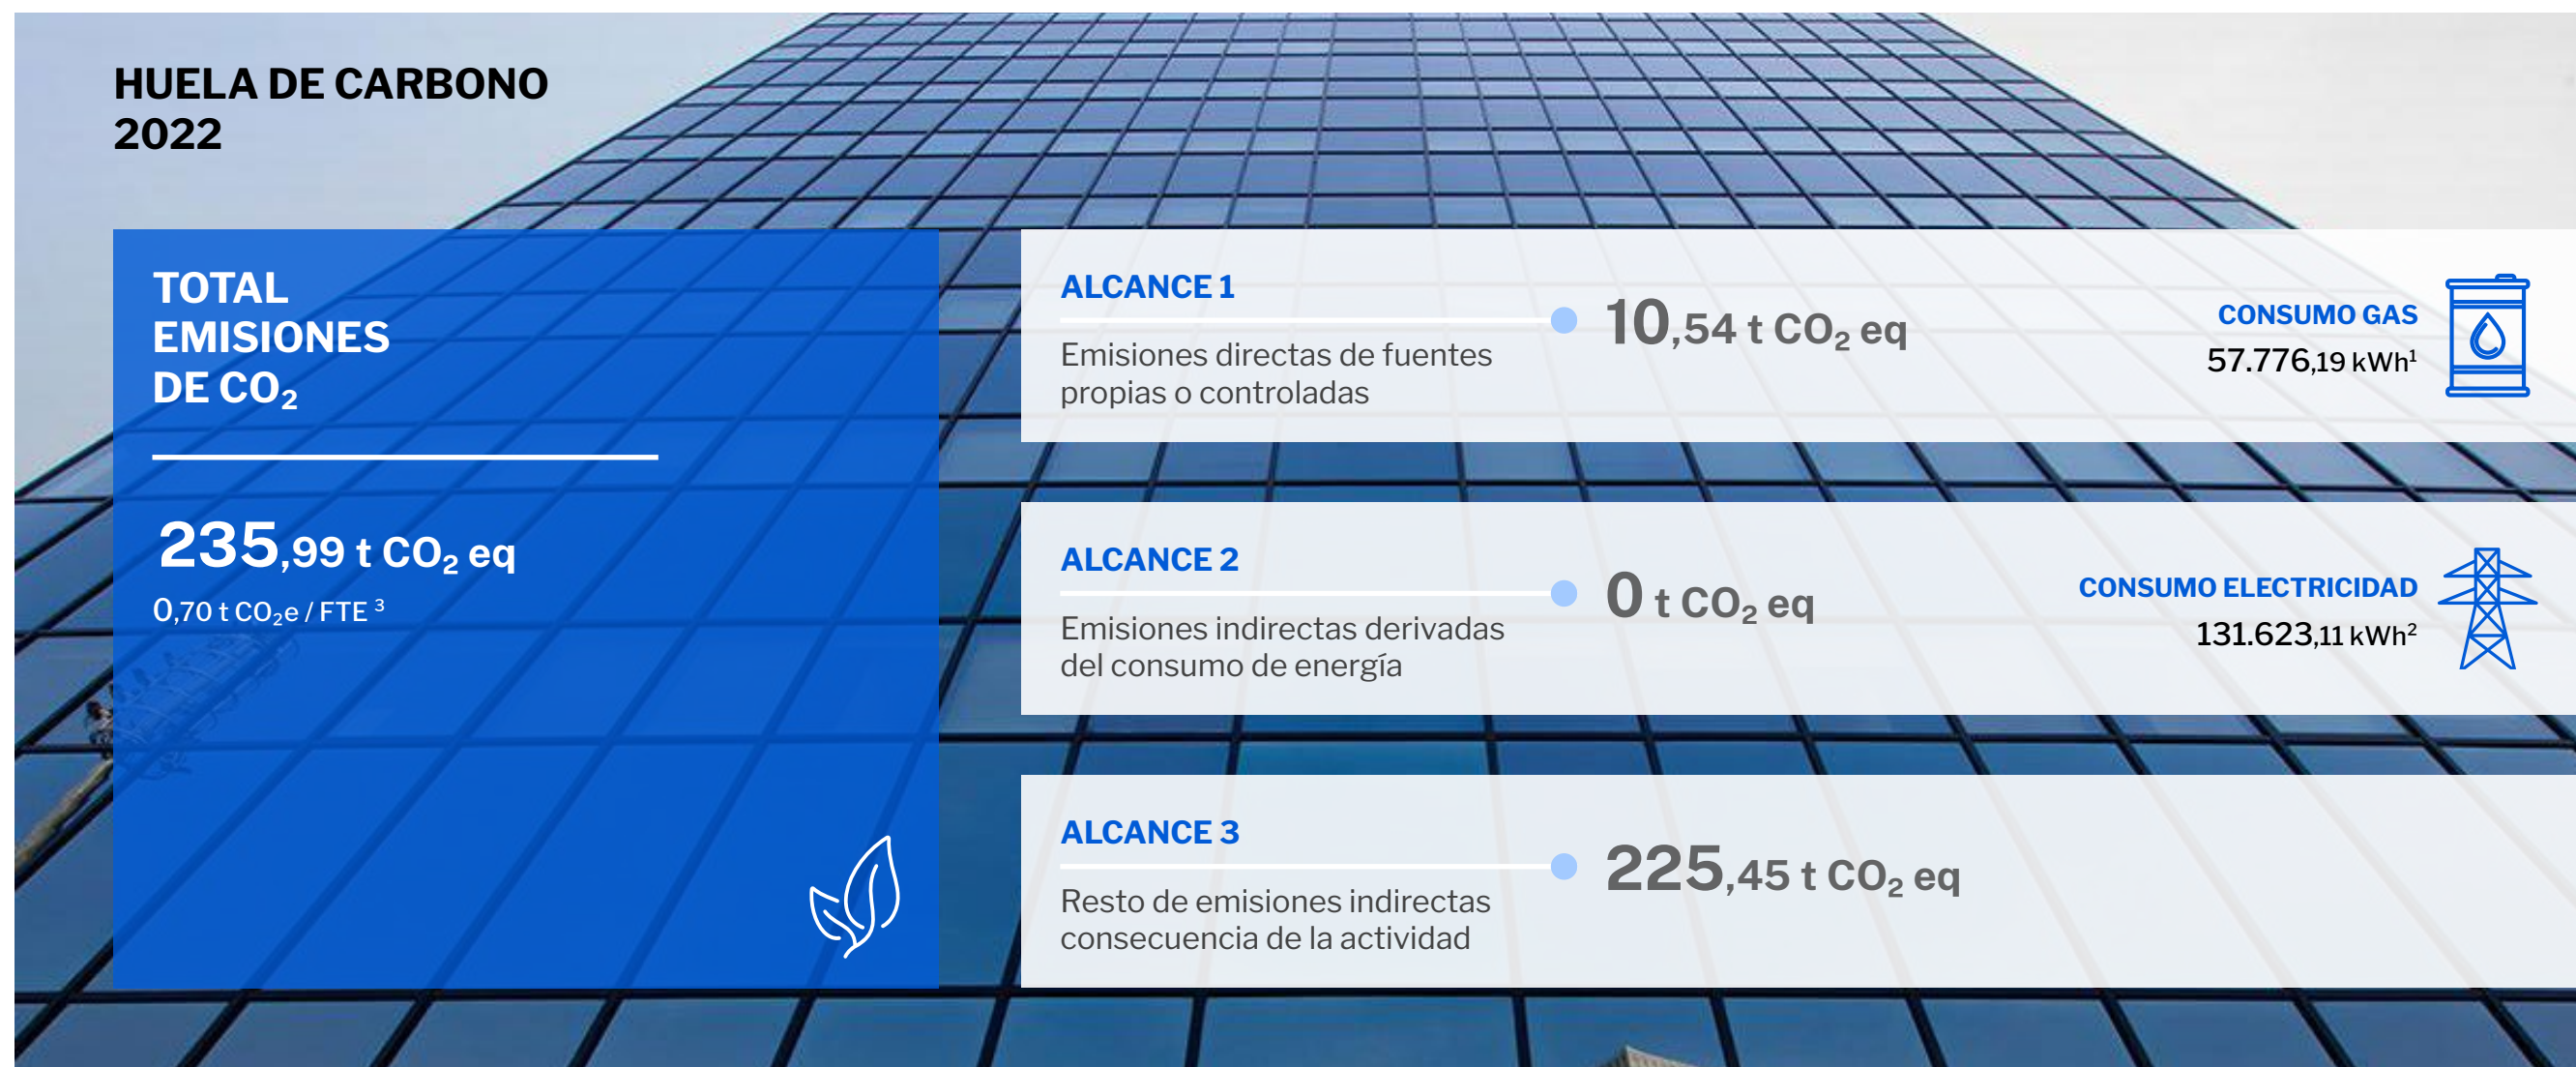 HUELA DE CARBONO
2022
TOTAL
EMISIONES
DE CO₂
235,99 t CO₂ eq
0,70 t CO₂e / FTE ³
ALCANCE 1
Emisiones directas de fuentes
propias o controladas
10,54 t CO₂ eq
CONSUMO GAS
57.776,19 kWh¹
ALCANCE 2
Emisiones indirectas derivadas
del consumo de energía
0 t CO₂ eq
CONSUMO ELECTRICIDAD
131.623,11 kWh²
ALCANCE 3
Resto de emisiones indirectas
consecuencia de la actividad
225,45 t CO₂ eq